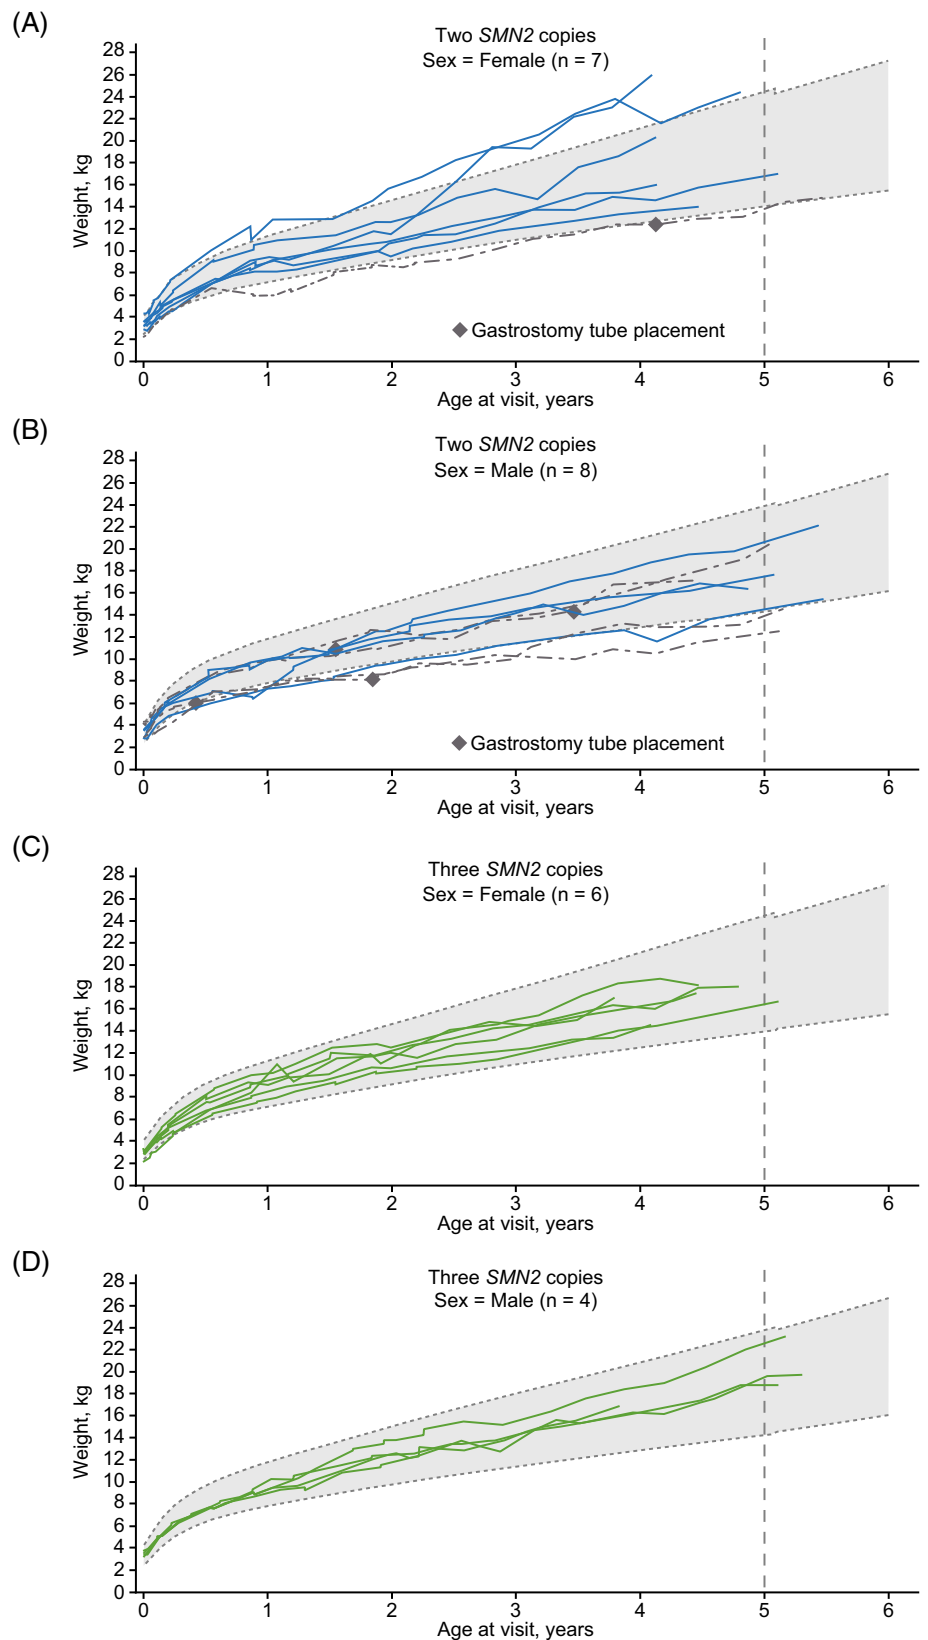 (A)
Two SMN2 copies
Sex = Female (n = 7)
Weight, kg
28
26
24
22
20
18
16
14
12
10
8
6
4
2
0
Gastrostomy tube placement
0 1 2 3 4 5 6
Age at visit, years
(B)
Two SMN2 copies
Sex = Male (n = 8)
Weight, kg
28
26
24
22
20
18
16
14
12
10
8
6
4
2
0
Gastrostomy tube placement
0 1 2 3 4 5 6
Age at visit, years
(C)
Three SMN2 copies
Sex = Female (n = 6)
Weight, kg
28
26
24
22
20
18
16
14
12
10
8
6
4
2
0
0 1 2 3 4 5 6
Age at visit, years
(D)
Three SMN2 copies
Sex = Male (n = 4)
Weight, kg
28
26
24
22
20
18
16
14
12
10
8
6
4
2
0
0 1 2 3 4 5 6
Age at visit, years